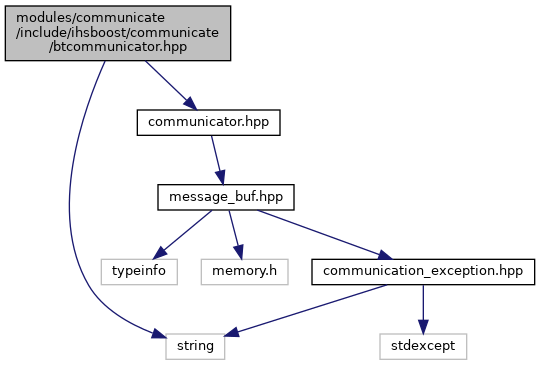 modules/communicate
/include/ihsboost/communicate
/btcommunicator.hpp
communicator.hpp
message_buf.hpp
typeinfo
memory.h
communication_exception.hpp
string
stdexcept